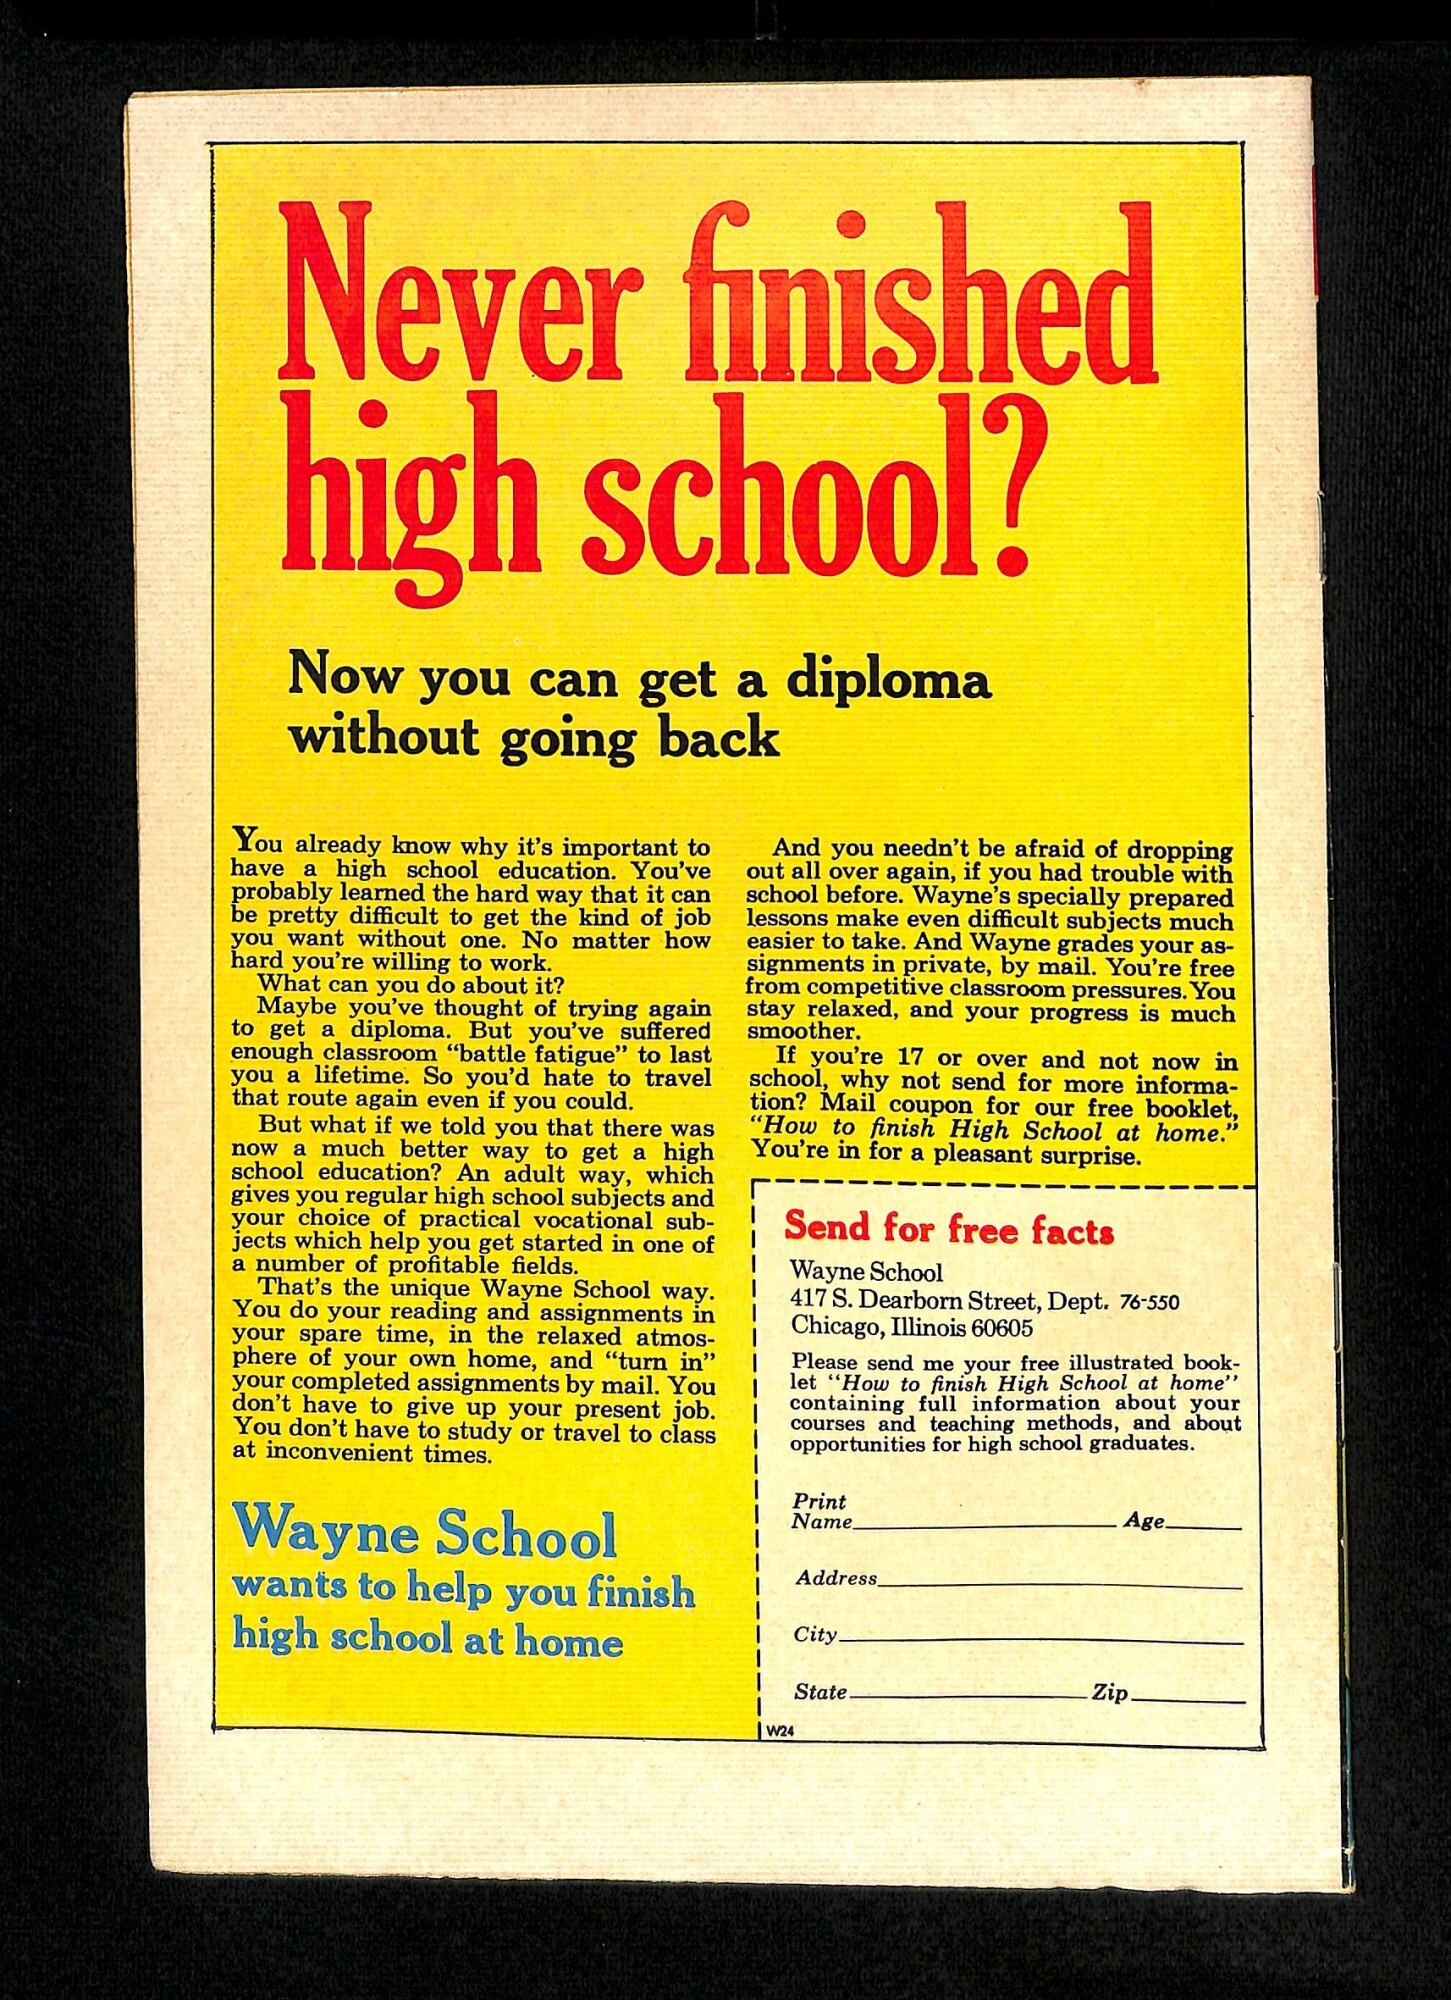 Never finished
high school?
Now you can get a diploma
without going back
You already know why it's important to
have a high school education. You've
probably learned the hard way that it can
be pretty difficult to get the kind of job
you want without one. No matter how
hard you're willing to work.
What can you do about it?
Maybe you've thought of trying again
to get a diploma. But you've suffered
enough classroom "battle fatigue" to last
you a lifetime. So you'd hate to travel
that route again even if you could.
But what if we told you that there was
now a much better way to get a high
school education? An adult way, which
gives you regular high school subjects and
your choice of practical vocational sub-
jects which help you get started in one of
a number of profitable fields.
That's the unique Wayne School way.
You do your reading and assignments in
your spare time, in the relaxed atmos-
phere of your own home, and "turn in"
your completed assignments by mail. You
don't have to give up your present job.
You don't have to study or travel to class
at inconvenient times.
Wayne School
wants to help you finish
high school at home
And you needn't be afraid of dropping
out all over again, if you had trouble with
school before. Wayne's specially prepared
lessons make even difficult subjects much
easier to take. And Wayne grades your as-
signments in private, by mail. You're free
from competitive classroom pressures. You
stay relaxed, and your progress is much
smoother.
If you're 17 or over and not now in
school, why not send for more informa-
tion? Mail coupon for our free booklet,
"How to finish High School at home."
You're in for a pleasant surprise.
Send for free facts
Wayne School
417 S. Dearborn Street, Dept. 76-550
Chicago, Illinois 60605
Please send me your free illustrated book-
let "How to finish High School at home"
containing full information about your
courses and teaching methods, and about
opportunities for high school graduates.
Print
Name Age
Address
City
State Zip
W24